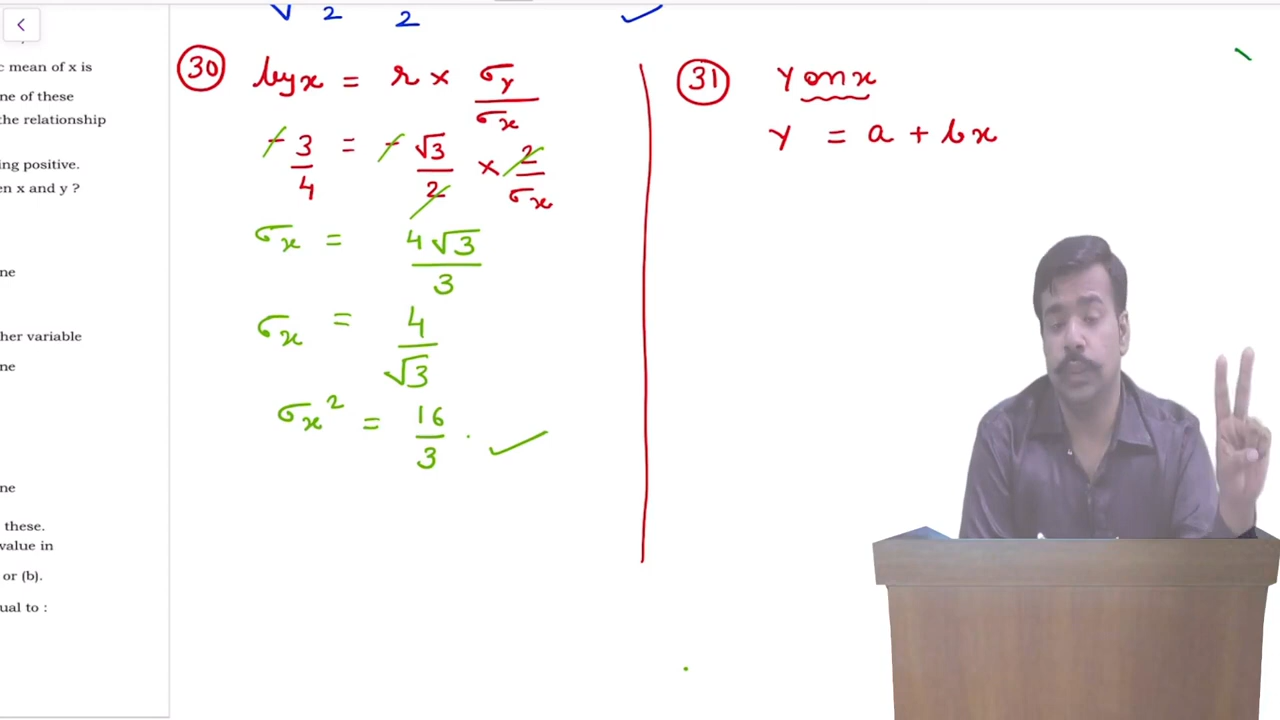 c mean of x is
ne of these
the relationship
ing positive.
en x and y ?
ne
her variable
ne
ne
these.
value in
or (b).
ual to :
√ 2 2
30
byx = r × σy/σx
-3/4 = -√3/2 × 2/σx
σx = 4√3/3
σx = 4/√3
σx² = 16/3
31
Y on x
Y = a + bx